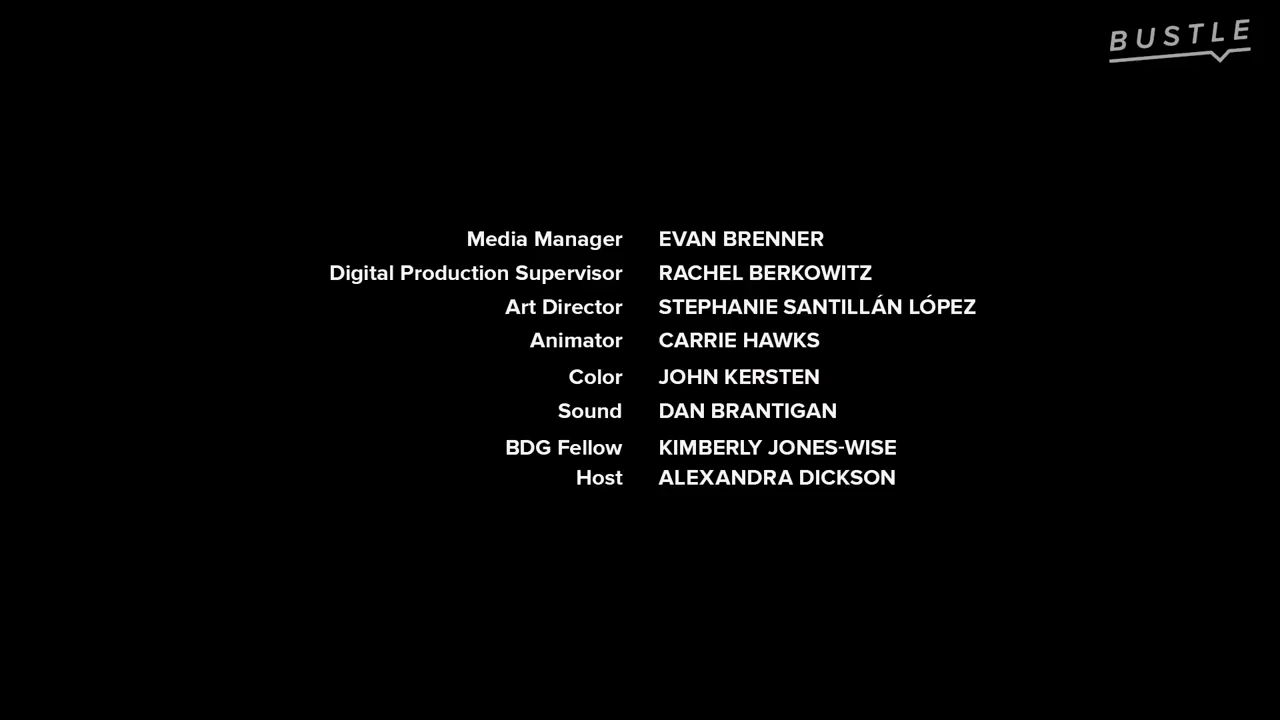 BUSTLE
Media Manager EVAN BRENNER
Digital Production Supervisor RACHEL BERKOWITZ
Art Director STEPHANIE SANTILLÁN LÓPEZ
Animator CARRIE HAWKS
Color JOHN KERSTEN
Sound DAN BRANTIGAN
BDG Fellow KIMBERLY JONES-WISE
Host ALEXANDRA DICKSON